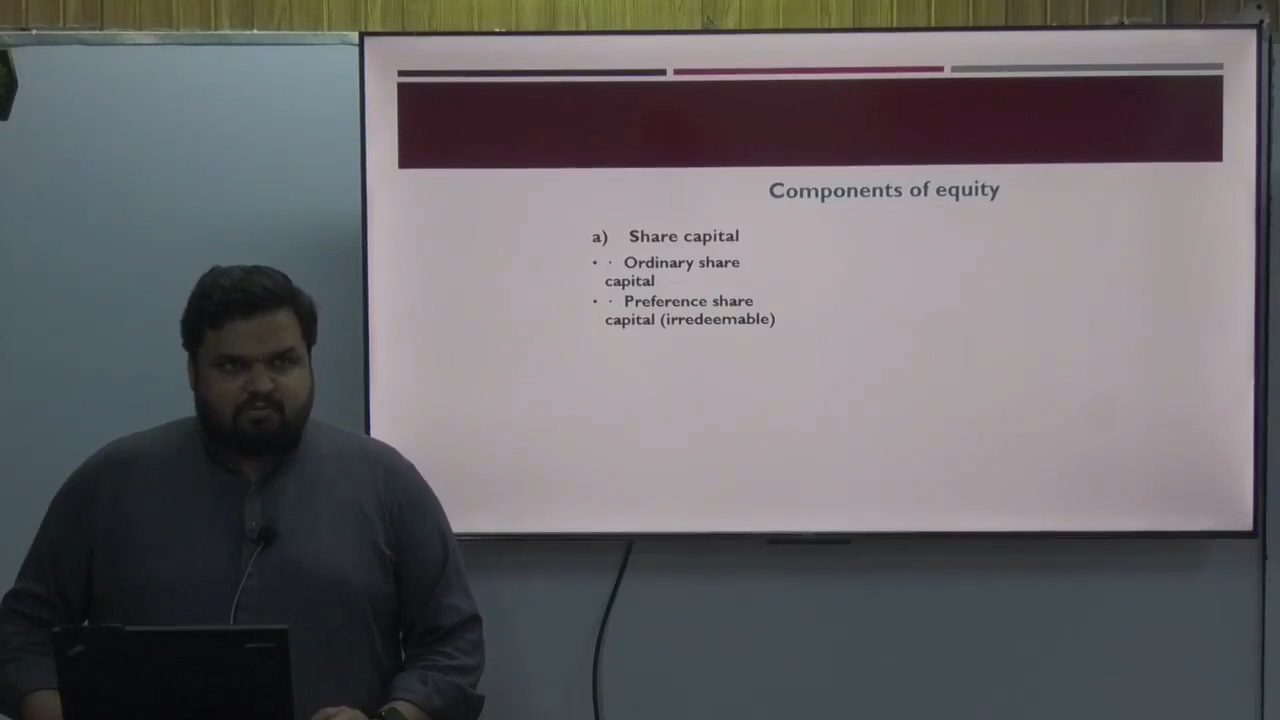 Components of equity
a) Share capital
• · Ordinary share
capital
• · Preference share
capital (irredeemable)